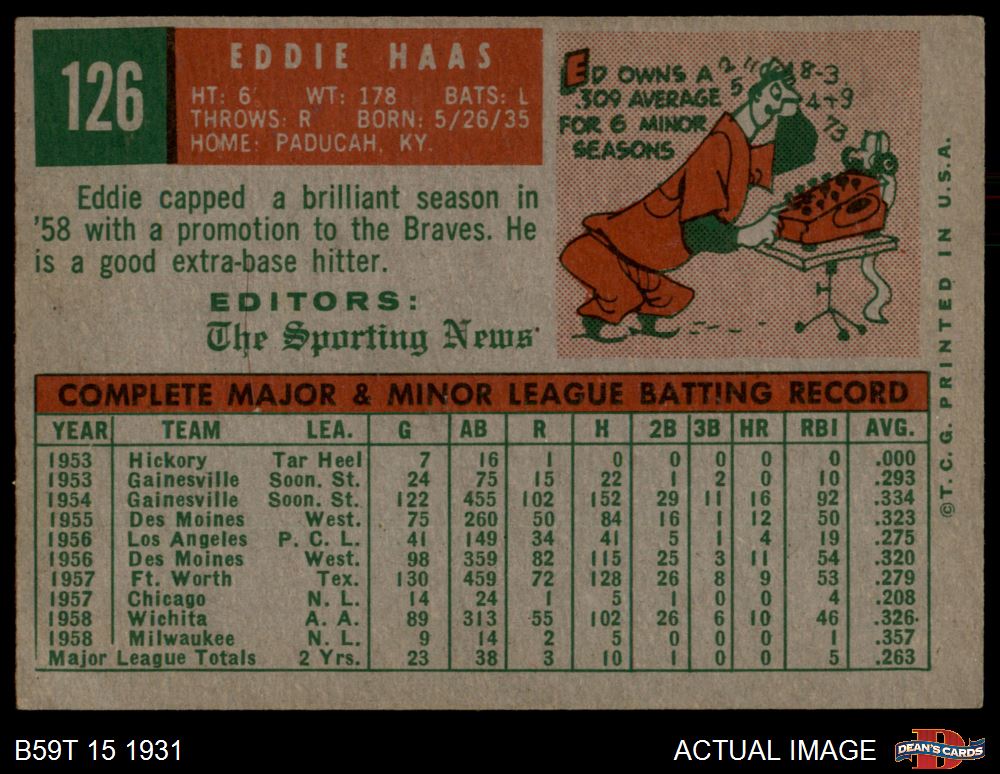 126
EDDIE HAAS
HT: 6' WT: 178 BATS: L
THROWS: R BORN: 5/26/35
HOME: PADUCAH, KY.
Eddie capped a brilliant season in
'58 with a promotion to the Braves. He
is a good extra-base hitter.
EDITORS:
The Sporting News
ED OWNS A
.309 AVERAGE
FOR 6 MINOR
SEASONS
2 "
5
8-3
4+9
73
COMPLETE MAJOR & MINOR LEAGUE BATTING RECORD
YEAR TEAM LEA. G AB R H 2B 3B HR RBI AVG.
1953 Hickory Tar Heel 7 16 1 0 0 0 0 0 .000
1953 Gainesville Soon. St. 24 75 15 22 1 2 0 10 .293
1954 Gainesville Soon. St. 122 455 102 152 29 11 16 92 .334
1955 Des Moines West. 75 260 50 84 16 1 12 50 .323
1956 Los Angeles P. C. L. 41 149 34 41 5 1 4 19 .275
1956 Des Moines West. 98 359 82 115 25 3 11 54 .320
1957 Ft. Worth Tex. 130 459 72 128 26 8 9 53 .279
1957 Chicago N. L. 14 24 1 5 1 0 0 4 .208
1958 Wichita A. A. 89 313 55 102 26 6 10 46 .326
1958 Milwaukee N. L. 9 14 2 5 0 0 0 1 .357
Major League Totals 2 Yrs. 23 38 3 10 1 0 0 5 .263
©T. C. G. PRINTED IN U.S.A.
B59T 15 1931
ACTUAL IMAGE
D
DEAN'S CARDS